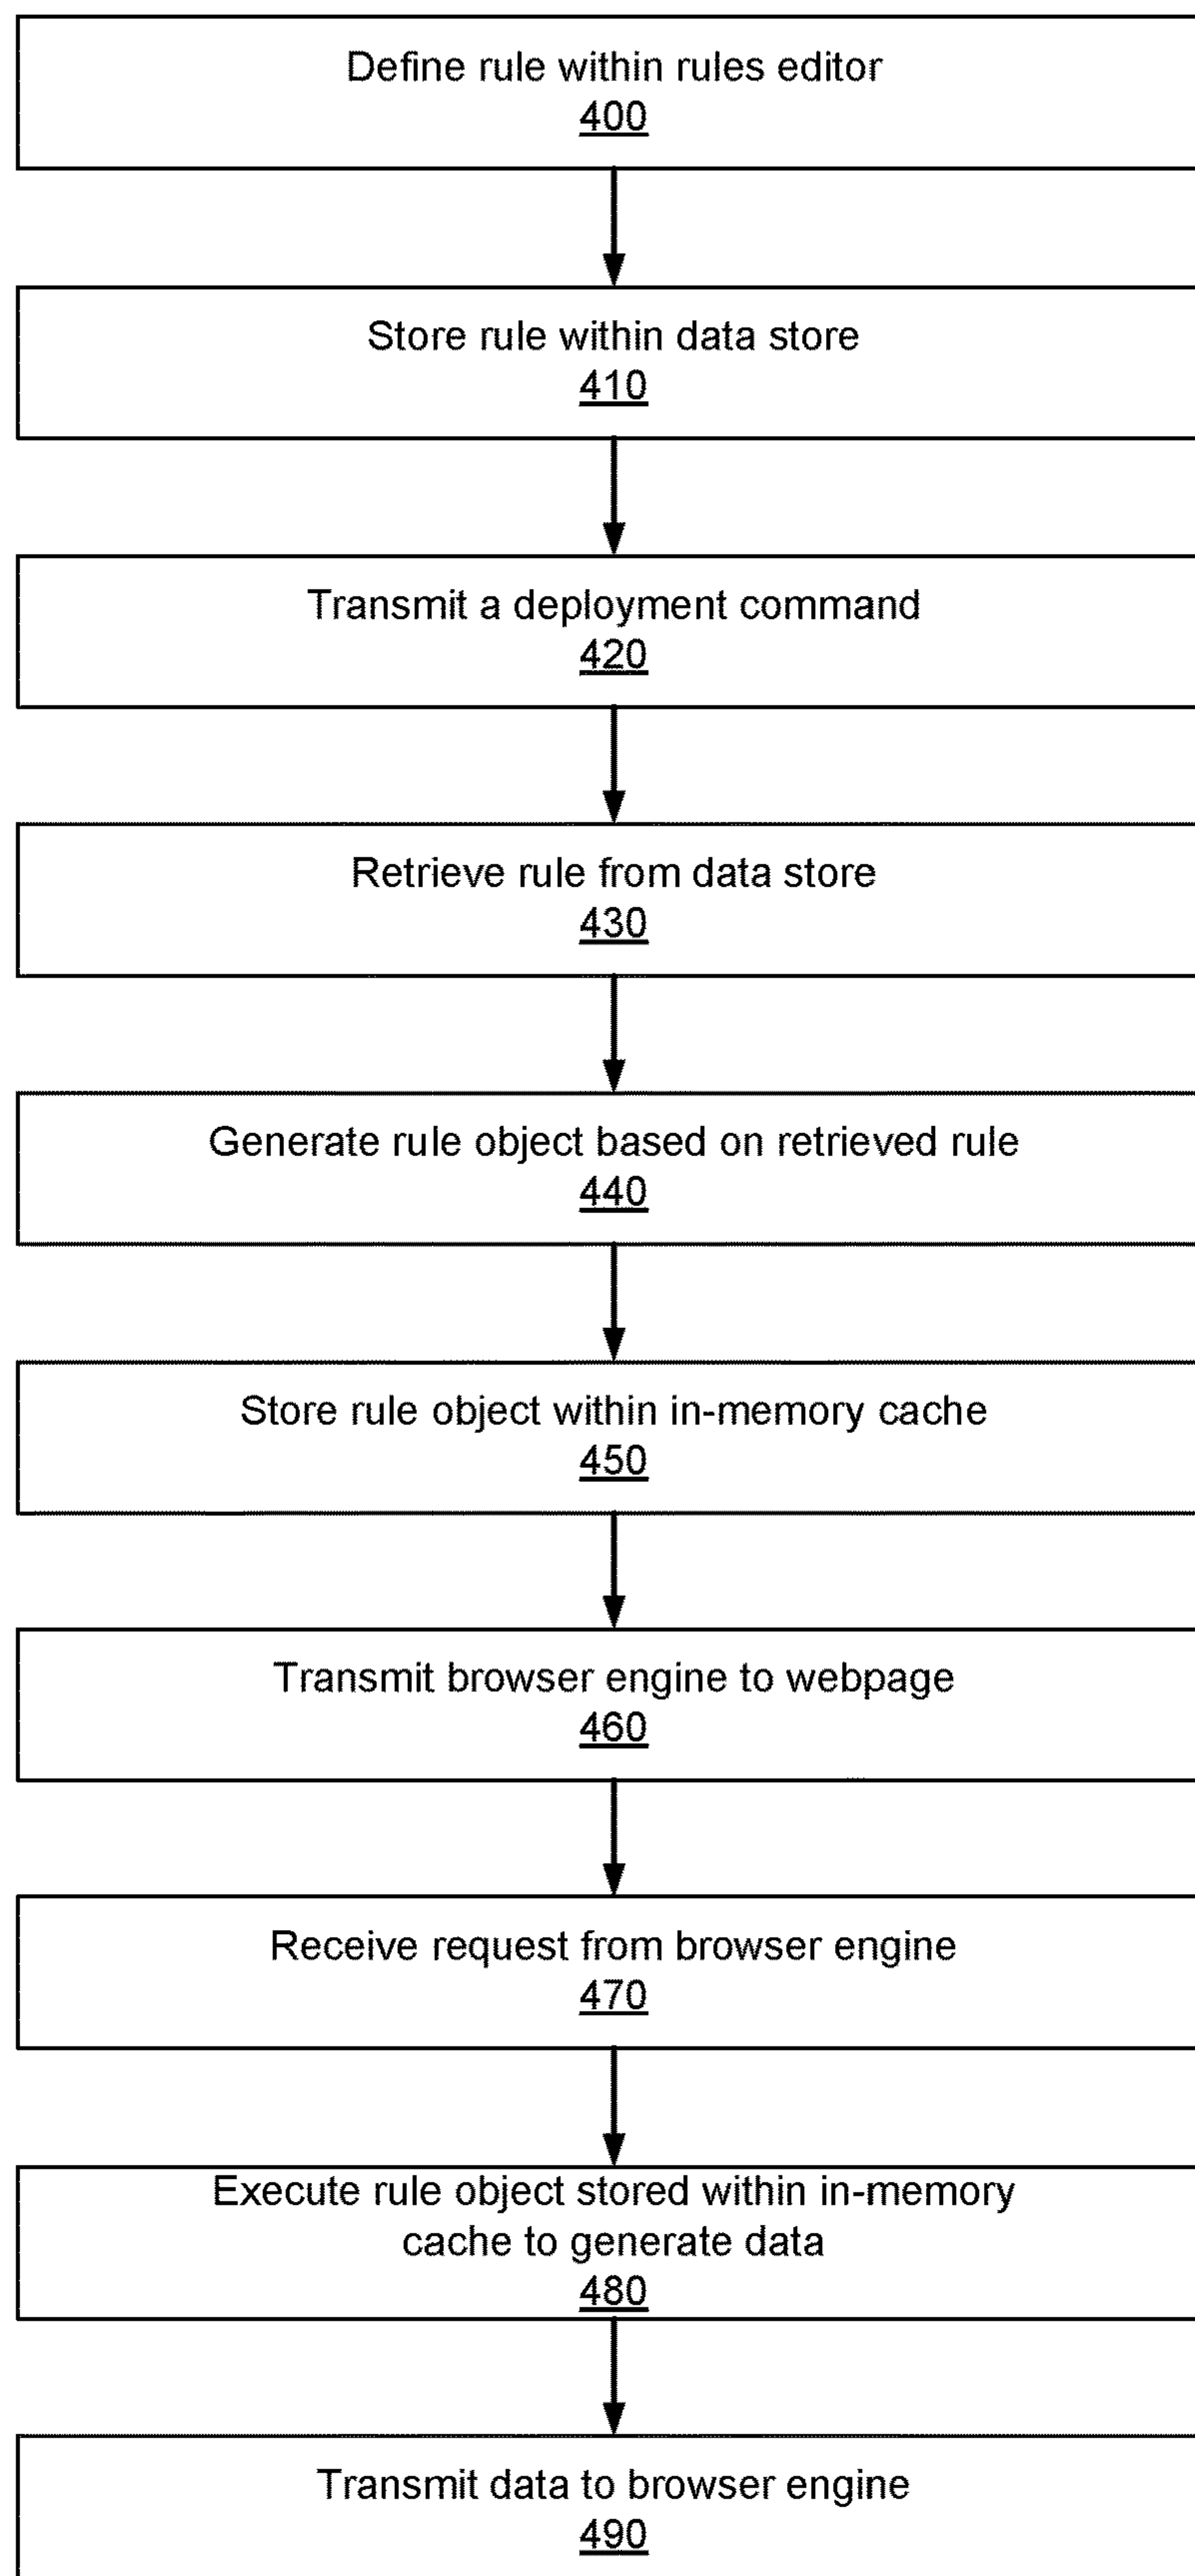 Define rule within rules editor
400
Store rule within data store
410
Transmit a deployment command
420
Retrieve rule from data store
430
Generate rule object based on retrieved rule
440
Store rule object within in-memory cache
450
Transmit browser engine to webpage
460
Receive request from browser engine
470
Execute rule object stored within in-memory
cache to generate data
480
Transmit data to browser engine
490